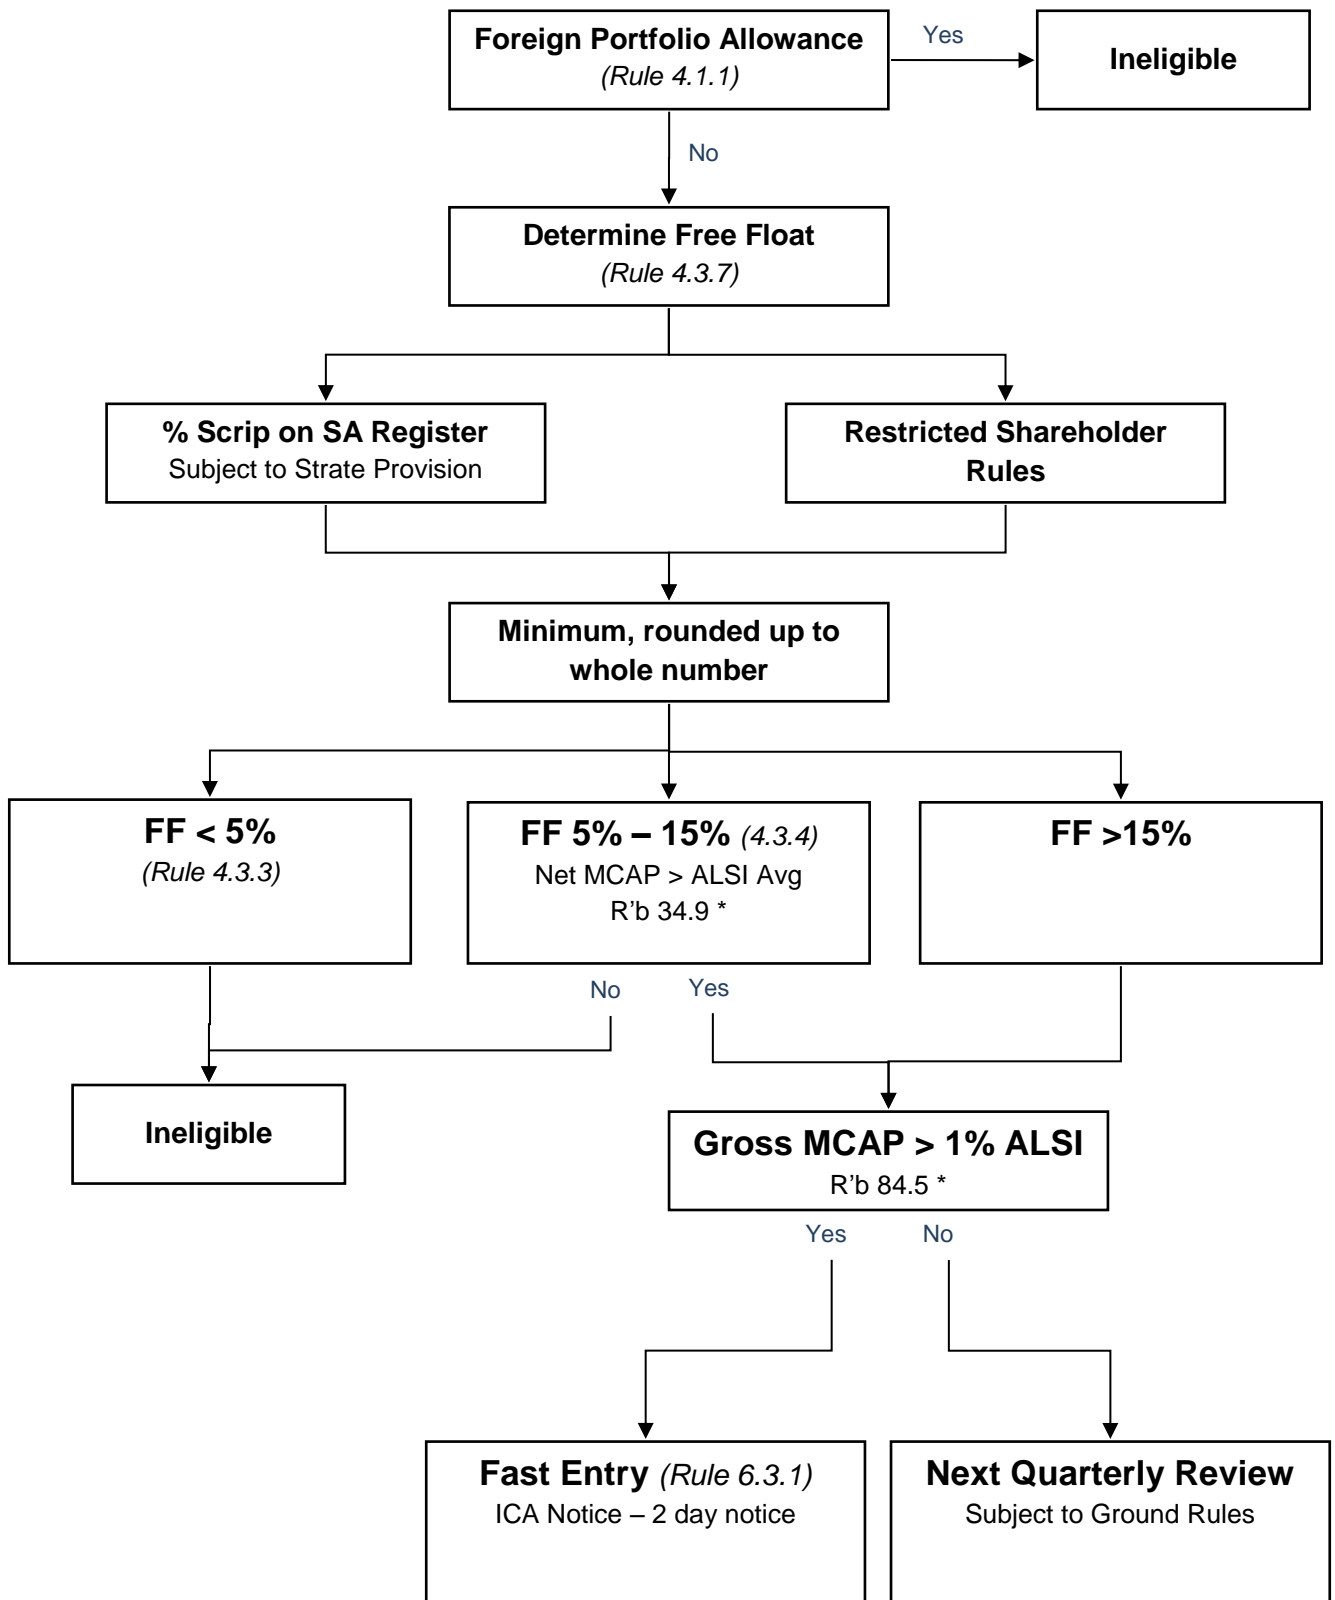 Foreign Portfolio Allowance
(Rule 4.1.1)
Yes
Ineligible
No
Determine Free Float
(Rule 4.3.7)
% Scrip on SA Register
Subject to Strate Provision
Restricted Shareholder
Rules
Minimum, rounded up to
whole number
FF < 5%
(Rule 4.3.3)
FF 5% – 15% (4.3.4)
Net MCAP > ALSI Avg
R'b 34.9 *
FF >15%
No
Yes
Ineligible
Gross MCAP > 1% ALSI
R'b 84.5 *
Yes
No
Fast Entry (Rule 6.3.1)
ICA Notice – 2 day notice
Next Quarterly Review
Subject to Ground Rules